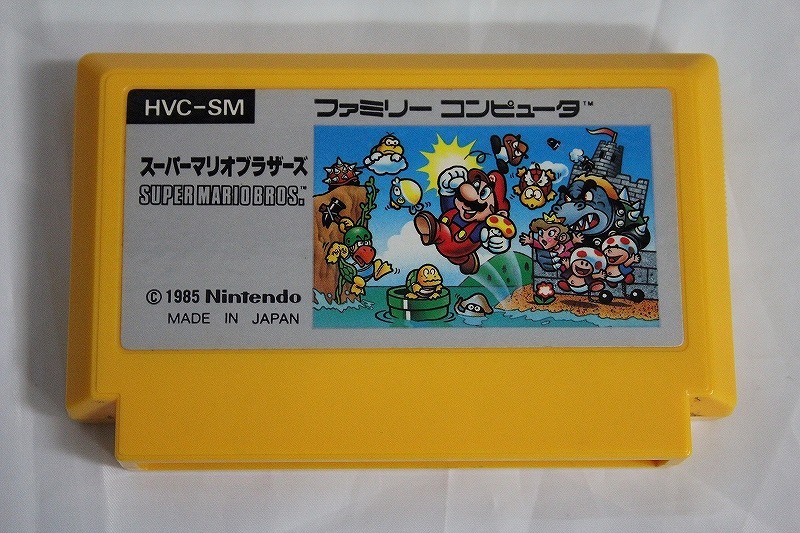 HVC-SM
ファミリー コンピュータ™
スーパーマリオブラザーズ
SUPER MARIO BROS.™
© 1985 Nintendo
MADE IN JAPAN